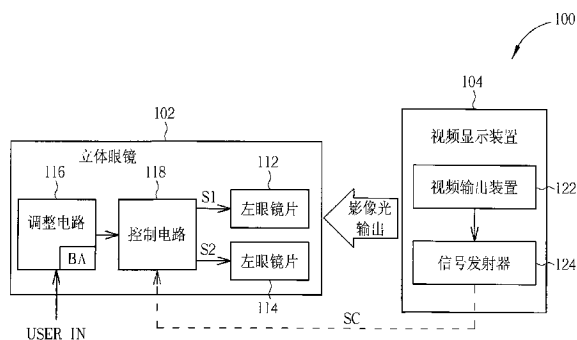 100
104
视频显示装置
视频输出装置
122
信号发射器
124
102
立体眼镜
116
调整电路
BA
118
控制电路
S1
S2
112
左眼镜片
左眼镜片
114
影像光
输出
USER IN
SC